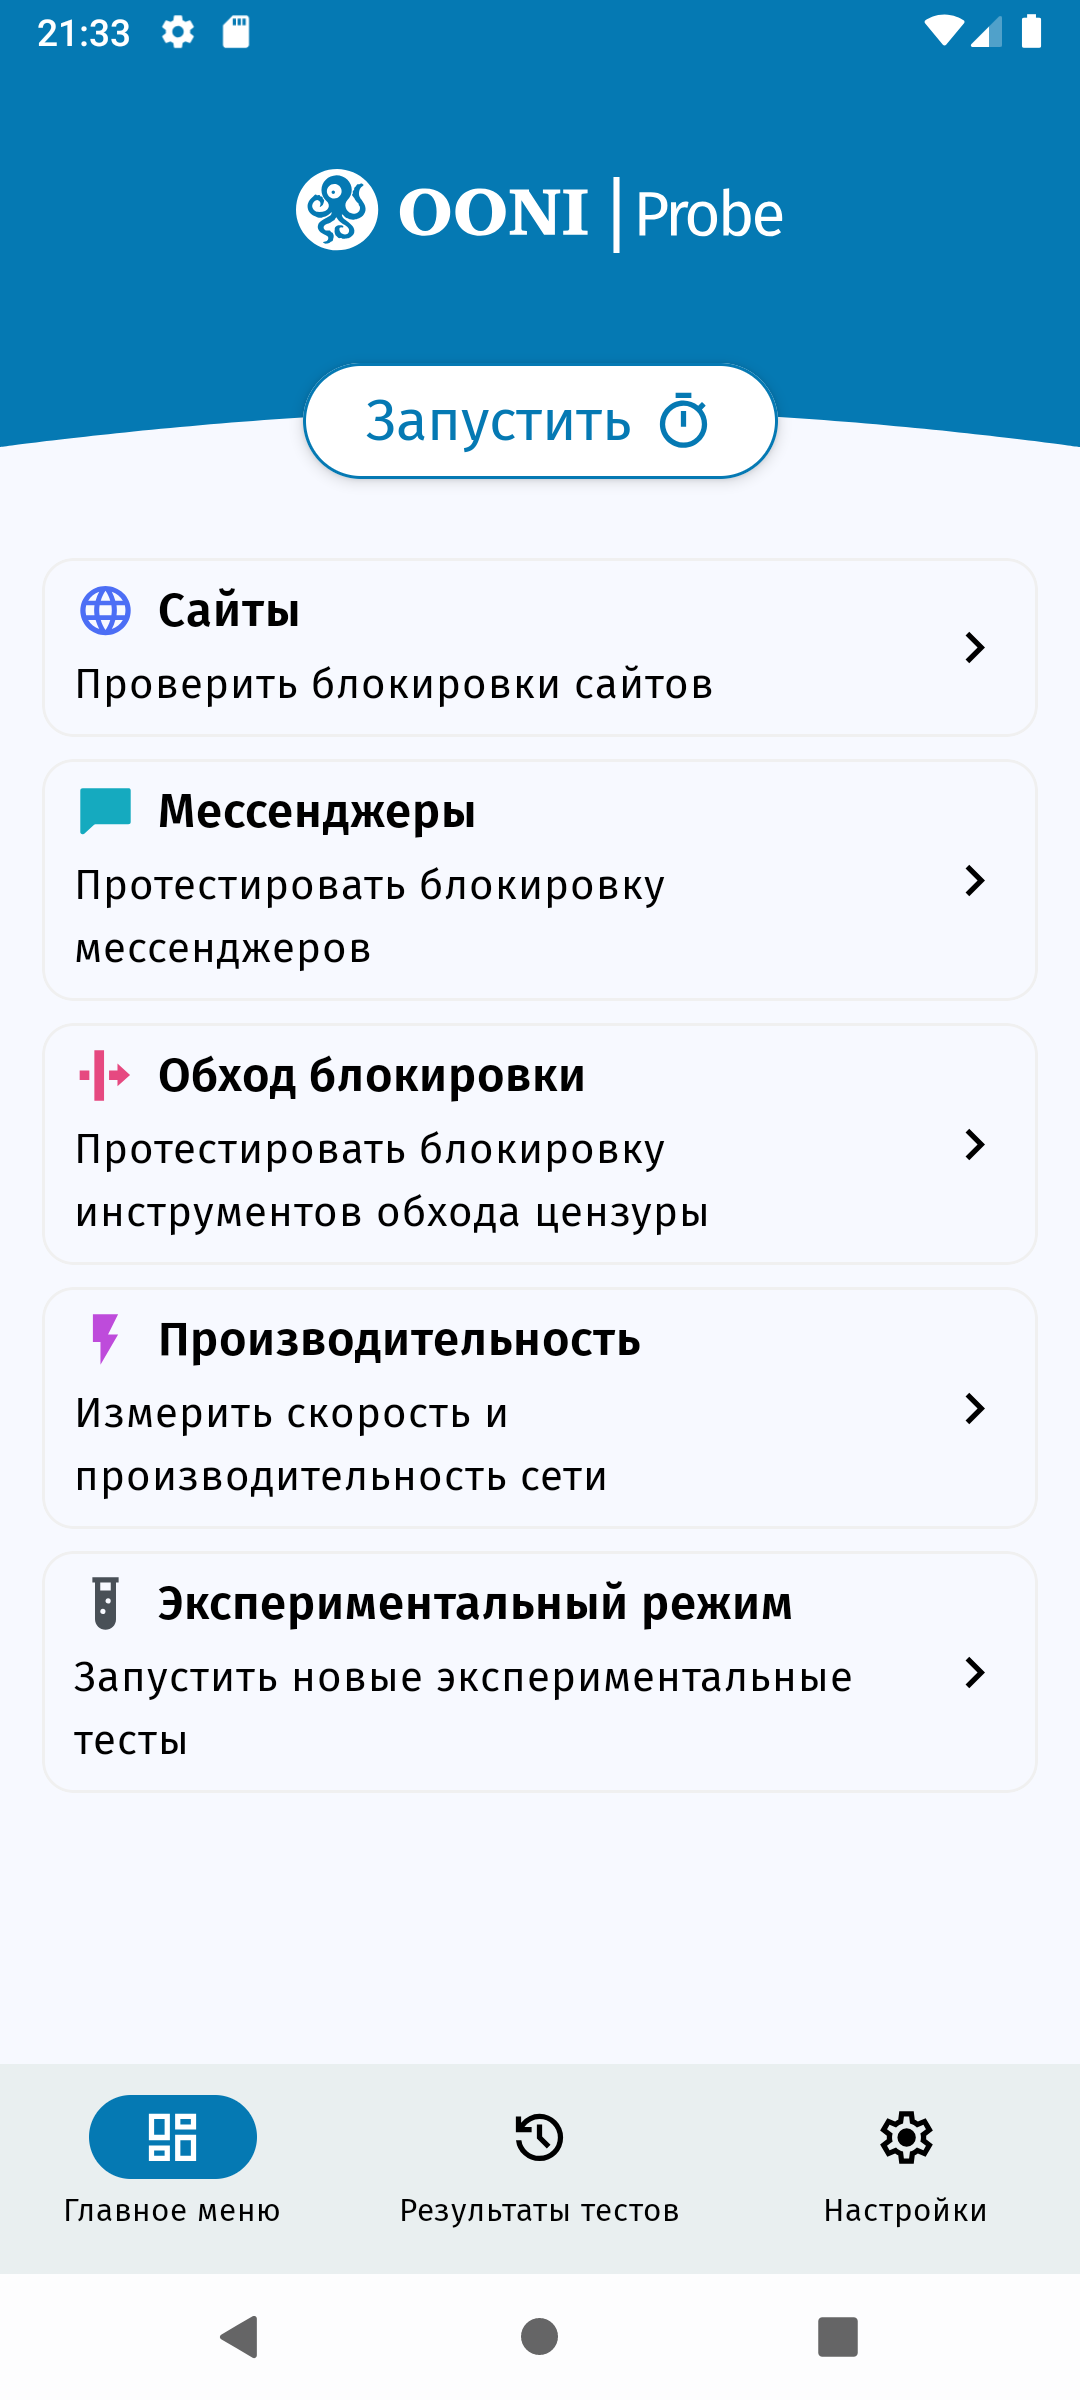 21:33
OONI | Probe
Запустить
Сайты
Проверить блокировки сайтов
Мессенджеры
Протестировать блокировку
мессенджеров
Обход блокировки
Протестировать блокировку
инструментов обхода цензуры
Производительность
Измерить скорость и
производительность сети
Экспериментальный режим
Запустить новые экспериментальные
тесты
Главное меню
Результаты тестов
Настройки